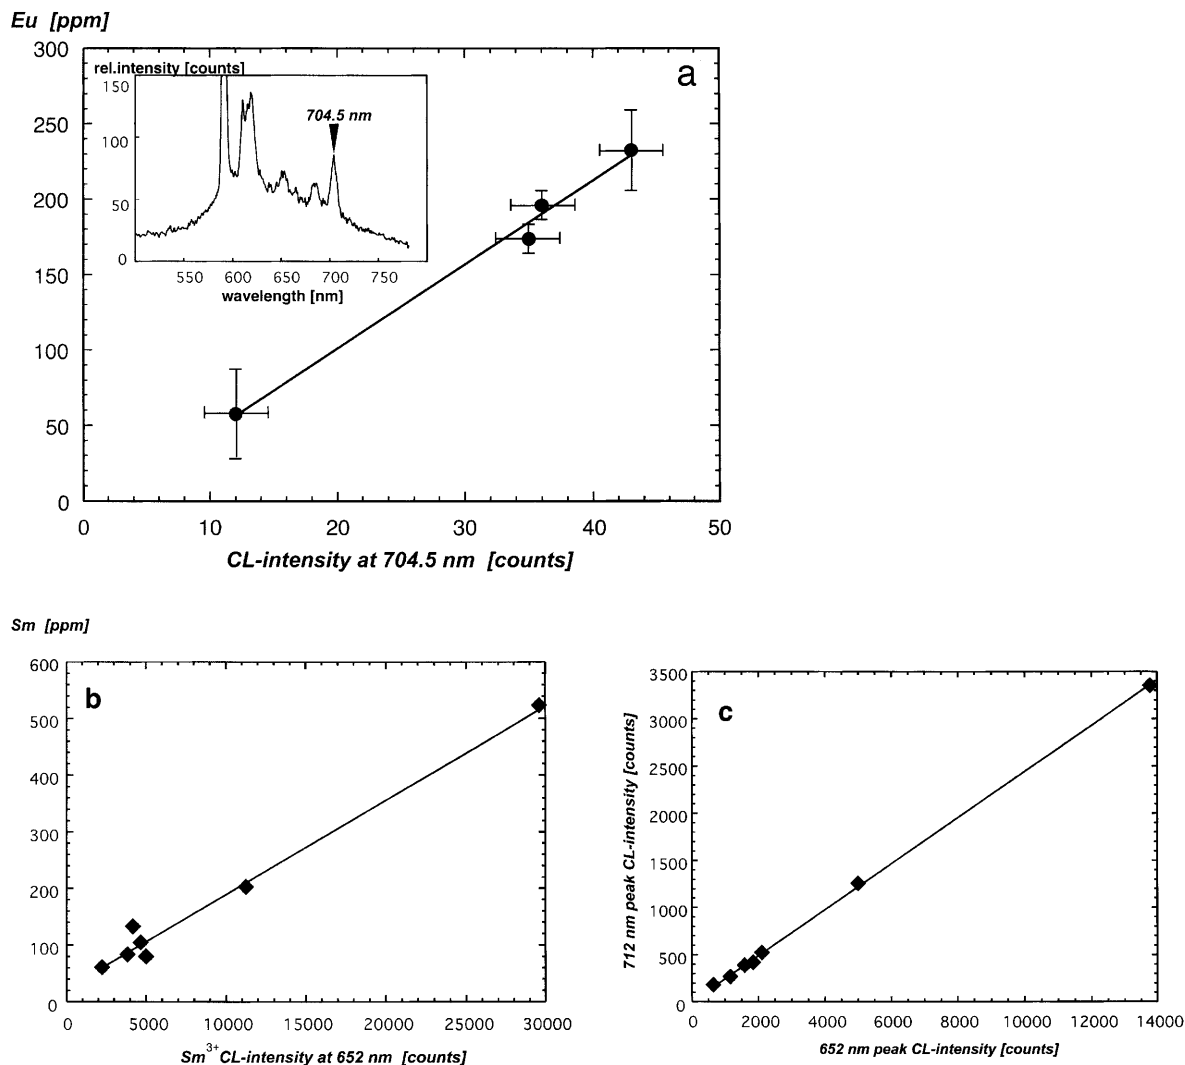 Eu [ppm]
300
250
200
150
100
50
0
a
rel.intensity [counts]
150
100
50
0
704.5 nm
550 600 650 700 750
wavelength [nm]
0 10 20 30 40 50
CL-intensity at 704.5 nm [counts]
Sm [ppm]
600
500
400
300
200
100
0
b
0 5000 10000 15000 20000 25000 30000
Sm3+ CL-intensity at 652 nm [counts]
712 nm peak CL-intensity [counts]
3500
3000
2500
2000
1500
1000
500
0
c
0 2000 4000 6000 8000 10000 12000 14000
652 nm peak CL-intensity [counts]